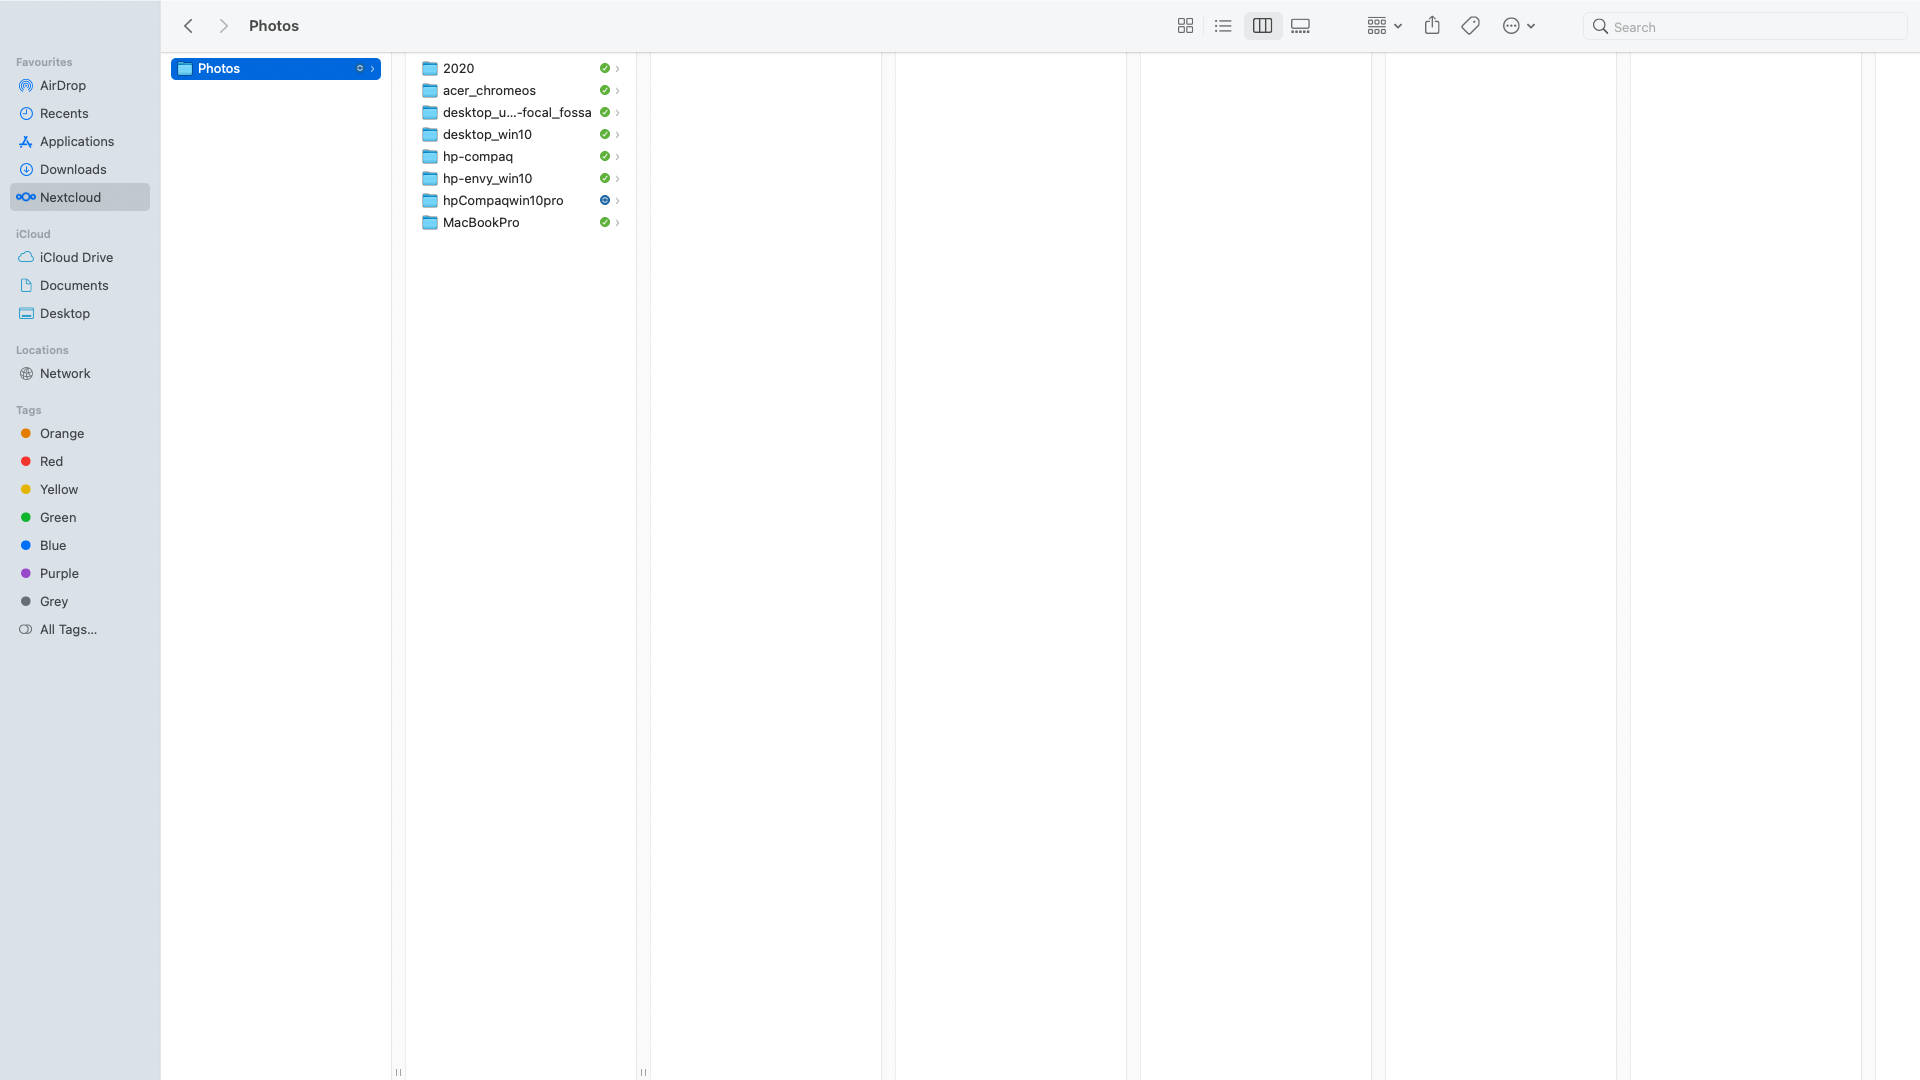 Photos
Search
Favourites
AirDrop
Recents
Applications
Downloads
Nextcloud
iCloud
iCloud Drive
Documents
Desktop
Locations
Network
Tags
Orange
Red
Yellow
Green
Blue
Purple
Grey
All Tags...
Photos
2020
acer_chromeos
desktop_u...-focal_fossa
desktop_win10
hp-compaq
hp-envy_win10
hpCompaqwin10pro
MacBookPro